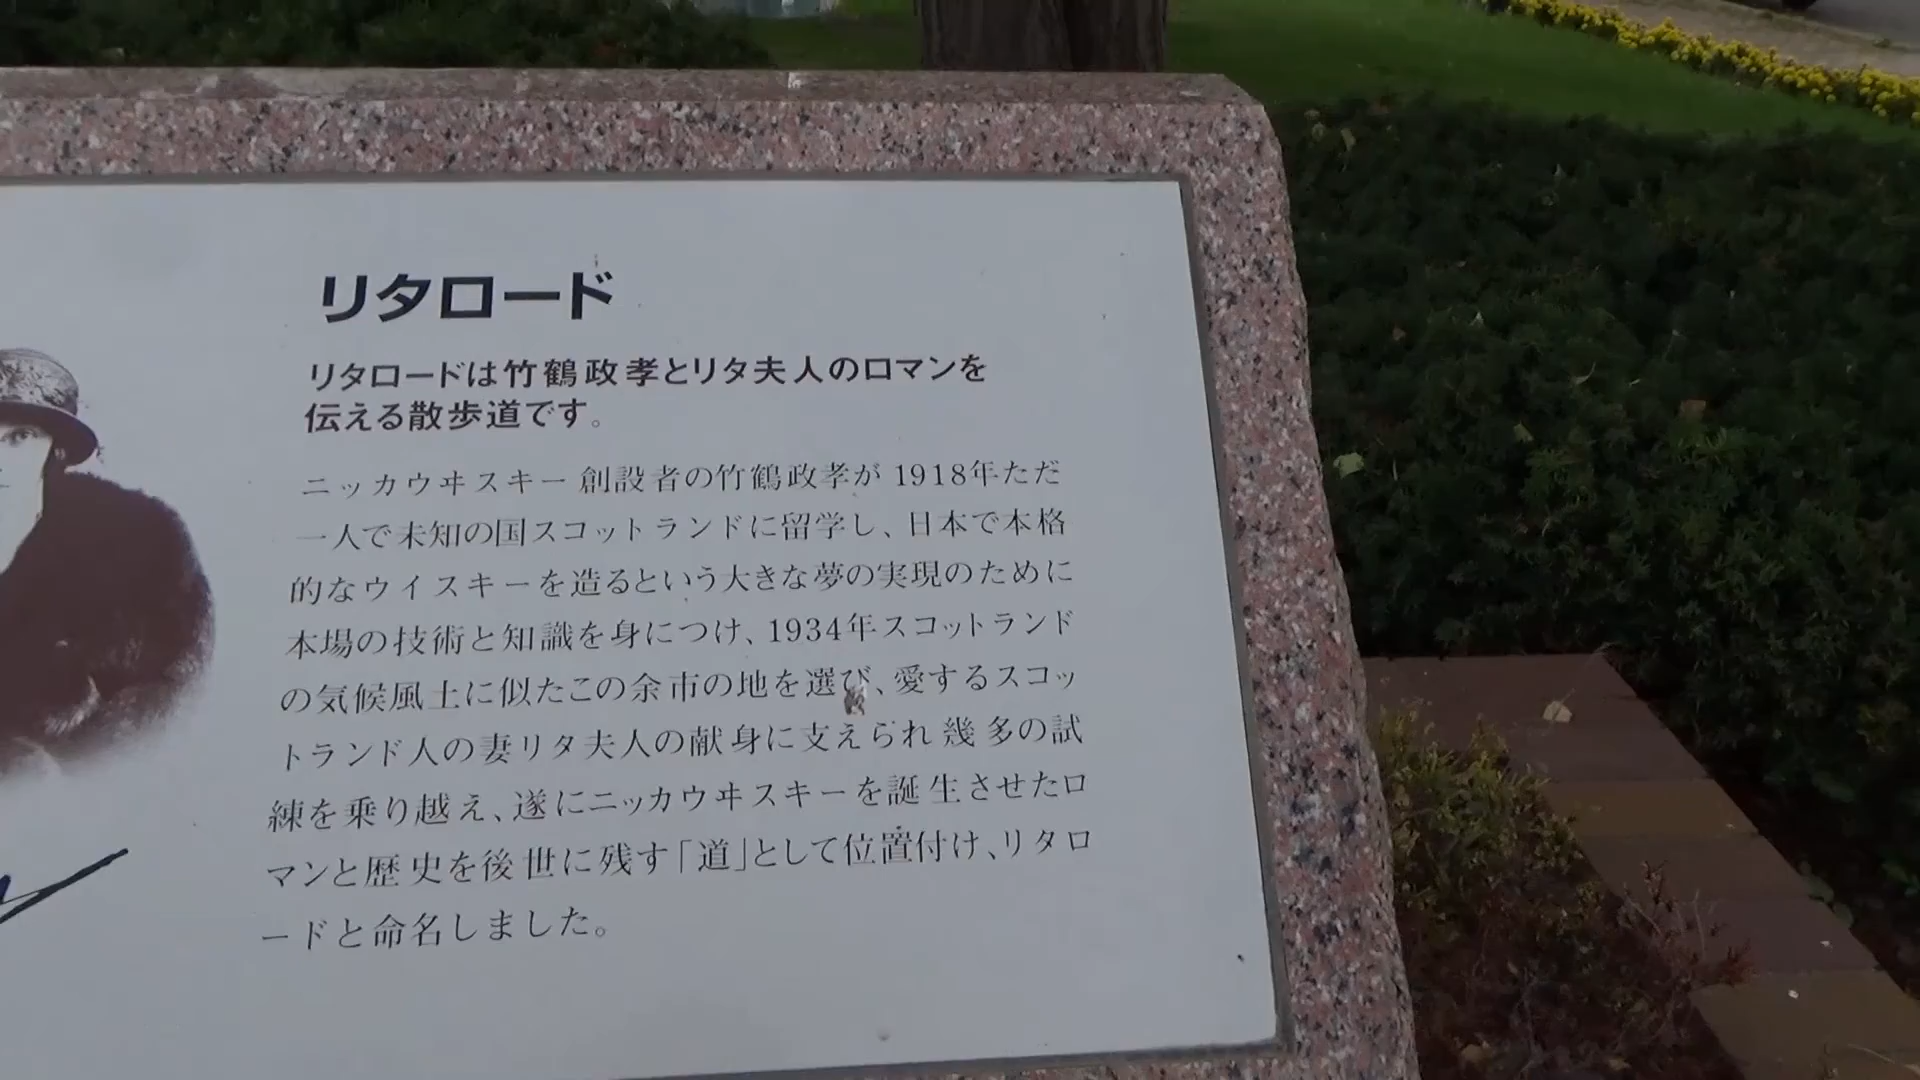 リタロード
リタロードは竹鶴政孝とリタ夫人のロマンを
伝える散歩道です。
ニッカウヰスキー創設者の竹鶴政孝が1918年ただ
一人で未知の国スコットランドに留学し、日本で本格
的なウイスキーを造るという大きな夢の実現のために
本場の技術と知識を身につけ、1934年スコットランド
の気候風土に似たこの余市の地を選び、愛するスコッ
トランド人の妻リタ夫人の献身に支えられ幾多の試
練を乗り越え、遂にニッカウヰスキーを誕生させたロ
マンと歴史を後世に残す「道」として位置付け、リタロ
ードと命名しました。